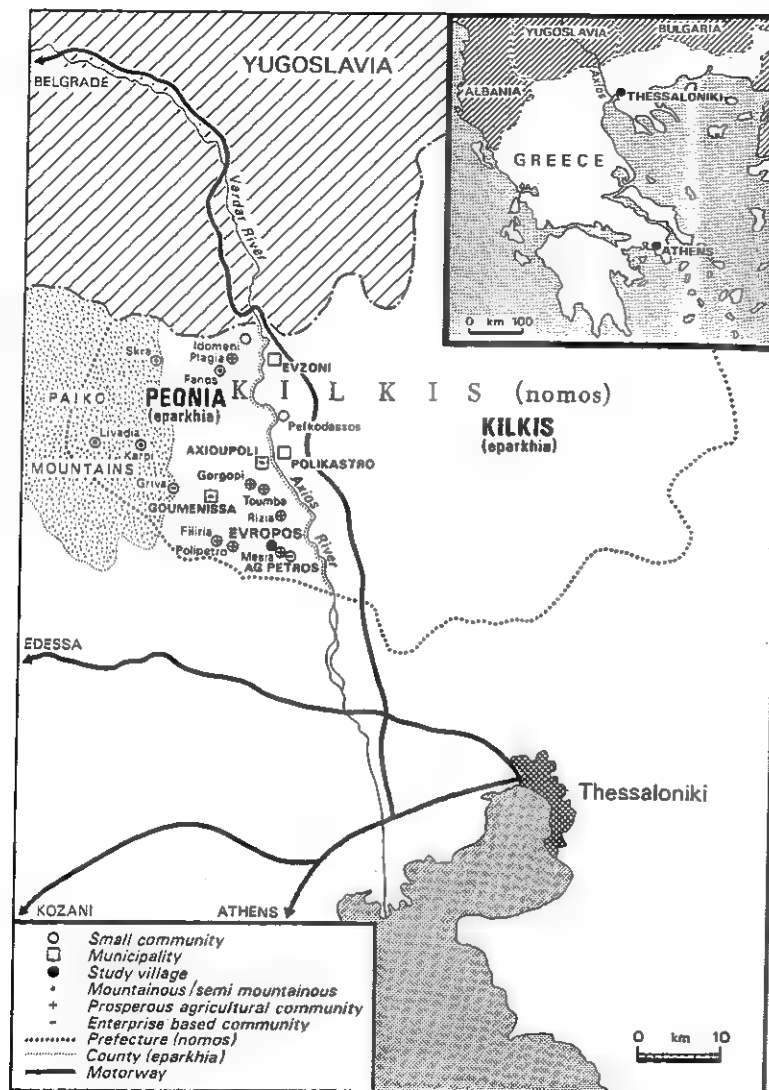 YUGOSLAVIA
BELGRADE
Vardar River
YUGOSLAVIA
BULGARIA
ALBANIA
Axios
THESSALONIKI
GREECE
ATHENS
0 km 100
Skra
Idomeni
Plagia
Fanos
EVZONI
PAIKO
MOUNTAINS
PEONIA
(eparkhia)
KILKIS (nomos)
KILKIS
(eparkhia)
Pefkodassos
Livadia
Karpi
AXIOUPOLI
POLIKASTRO
Griva
Gorgopi
Toumba
GOUMENISSA
Rizia
Axios River
Filiria
EVROPOS
Polipetro
Mesia
AG PETROS
EDESSA
Thessaloniki
KOZANI
ATHENS
Small community
Municipality
Study village
Mountainous/semi mountainous
Prosperous agricultural community
Enterprise based community
Prefecture (nomos)
County (eparkhia)
Motorway
0 km 10